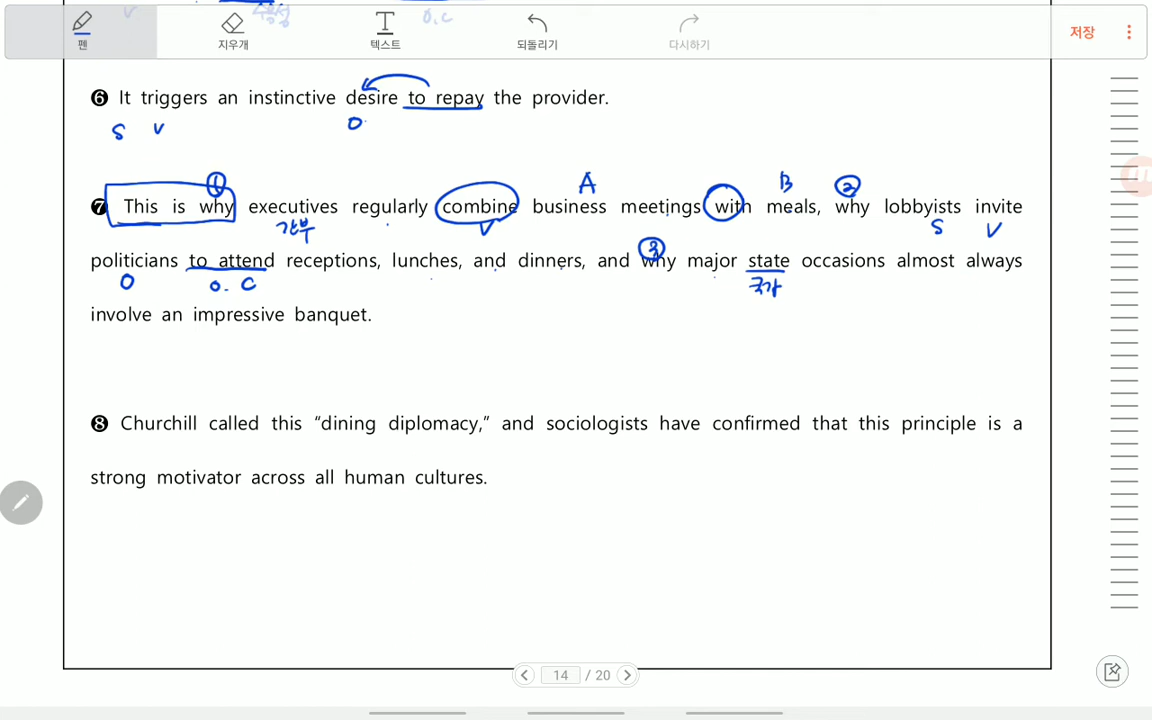 수용성
v
o.c
펜
지우개
텍스트
되돌리기
다시하기
저장
❻ It triggers an instinctive desire to repay the provider.
S V O
① A B ②
❼ This is why executives regularly combine business meetings with meals, why lobbyists invite
간부 V S V
③
politicians to attend receptions, lunches, and dinners, and why major state occasions almost always
O O.C 국가
involve an impressive banquet.
❽ Churchill called this “dining diplomacy,” and sociologists have confirmed that this principle is a
strong motivator across all human cultures.
14 / 20